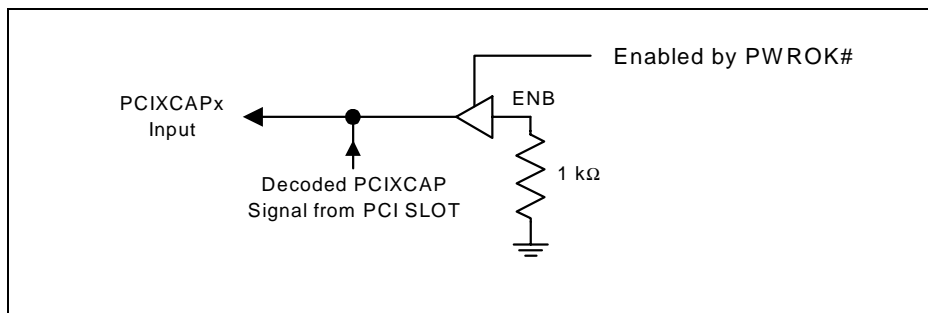 Enabled by PWROK#
ENB
PCIXCAPx
Input
1 kΩ
Decoded PCIXCAP
Signal from PCI SLOT